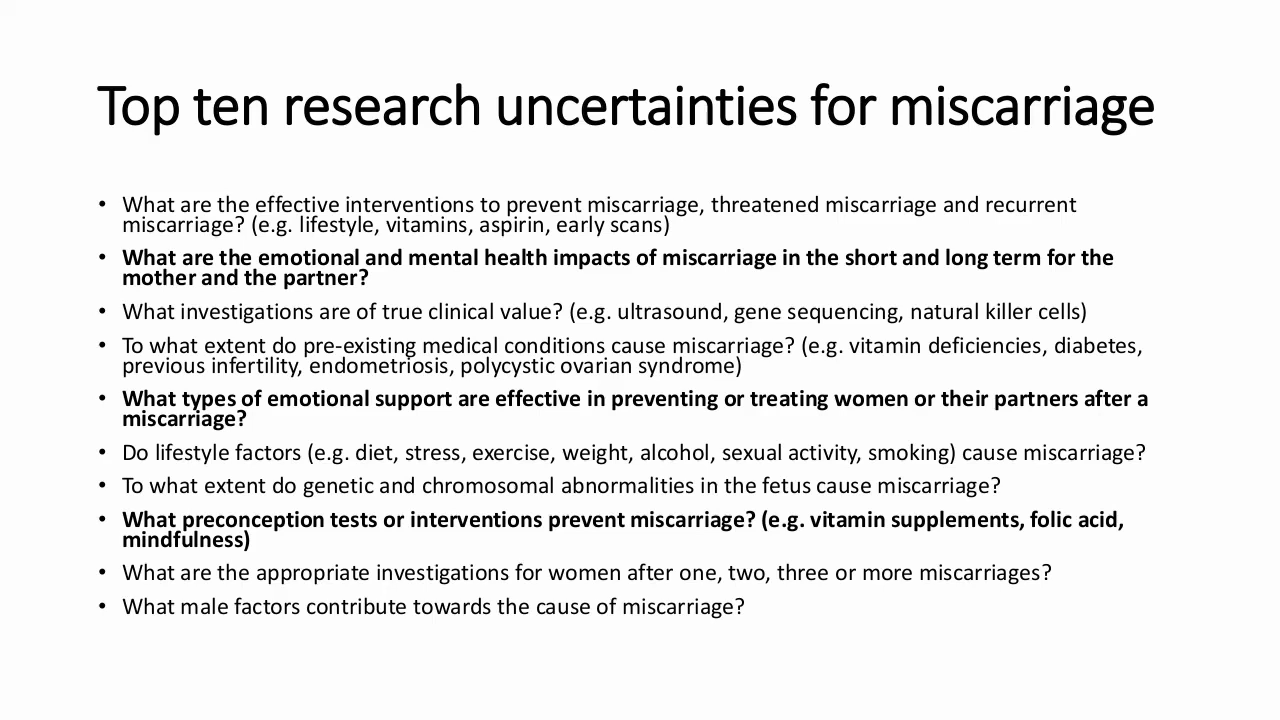 Top ten research uncertainties for miscarriage
• What are the effective interventions to prevent miscarriage, threatened miscarriage and recurrent
miscarriage? (e.g. lifestyle, vitamins, aspirin, early scans)
• What are the emotional and mental health impacts of miscarriage in the short and long term for the
mother and the partner?
• What investigations are of true clinical value? (e.g. ultrasound, gene sequencing, natural killer cells)
• To what extent do pre-existing medical conditions cause miscarriage? (e.g. vitamin deficiencies, diabetes,
previous infertility, endometriosis, polycystic ovarian syndrome)
• What types of emotional support are effective in preventing or treating women or their partners after a
miscarriage?
• Do lifestyle factors (e.g. diet, stress, exercise, weight, alcohol, sexual activity, smoking) cause miscarriage?
• To what extent do genetic and chromosomal abnormalities in the fetus cause miscarriage?
• What preconception tests or interventions prevent miscarriage? (e.g. vitamin supplements, folic acid,
mindfulness)
• What are the appropriate investigations for women after one, two, three or more miscarriages?
• What male factors contribute towards the cause of miscarriage?